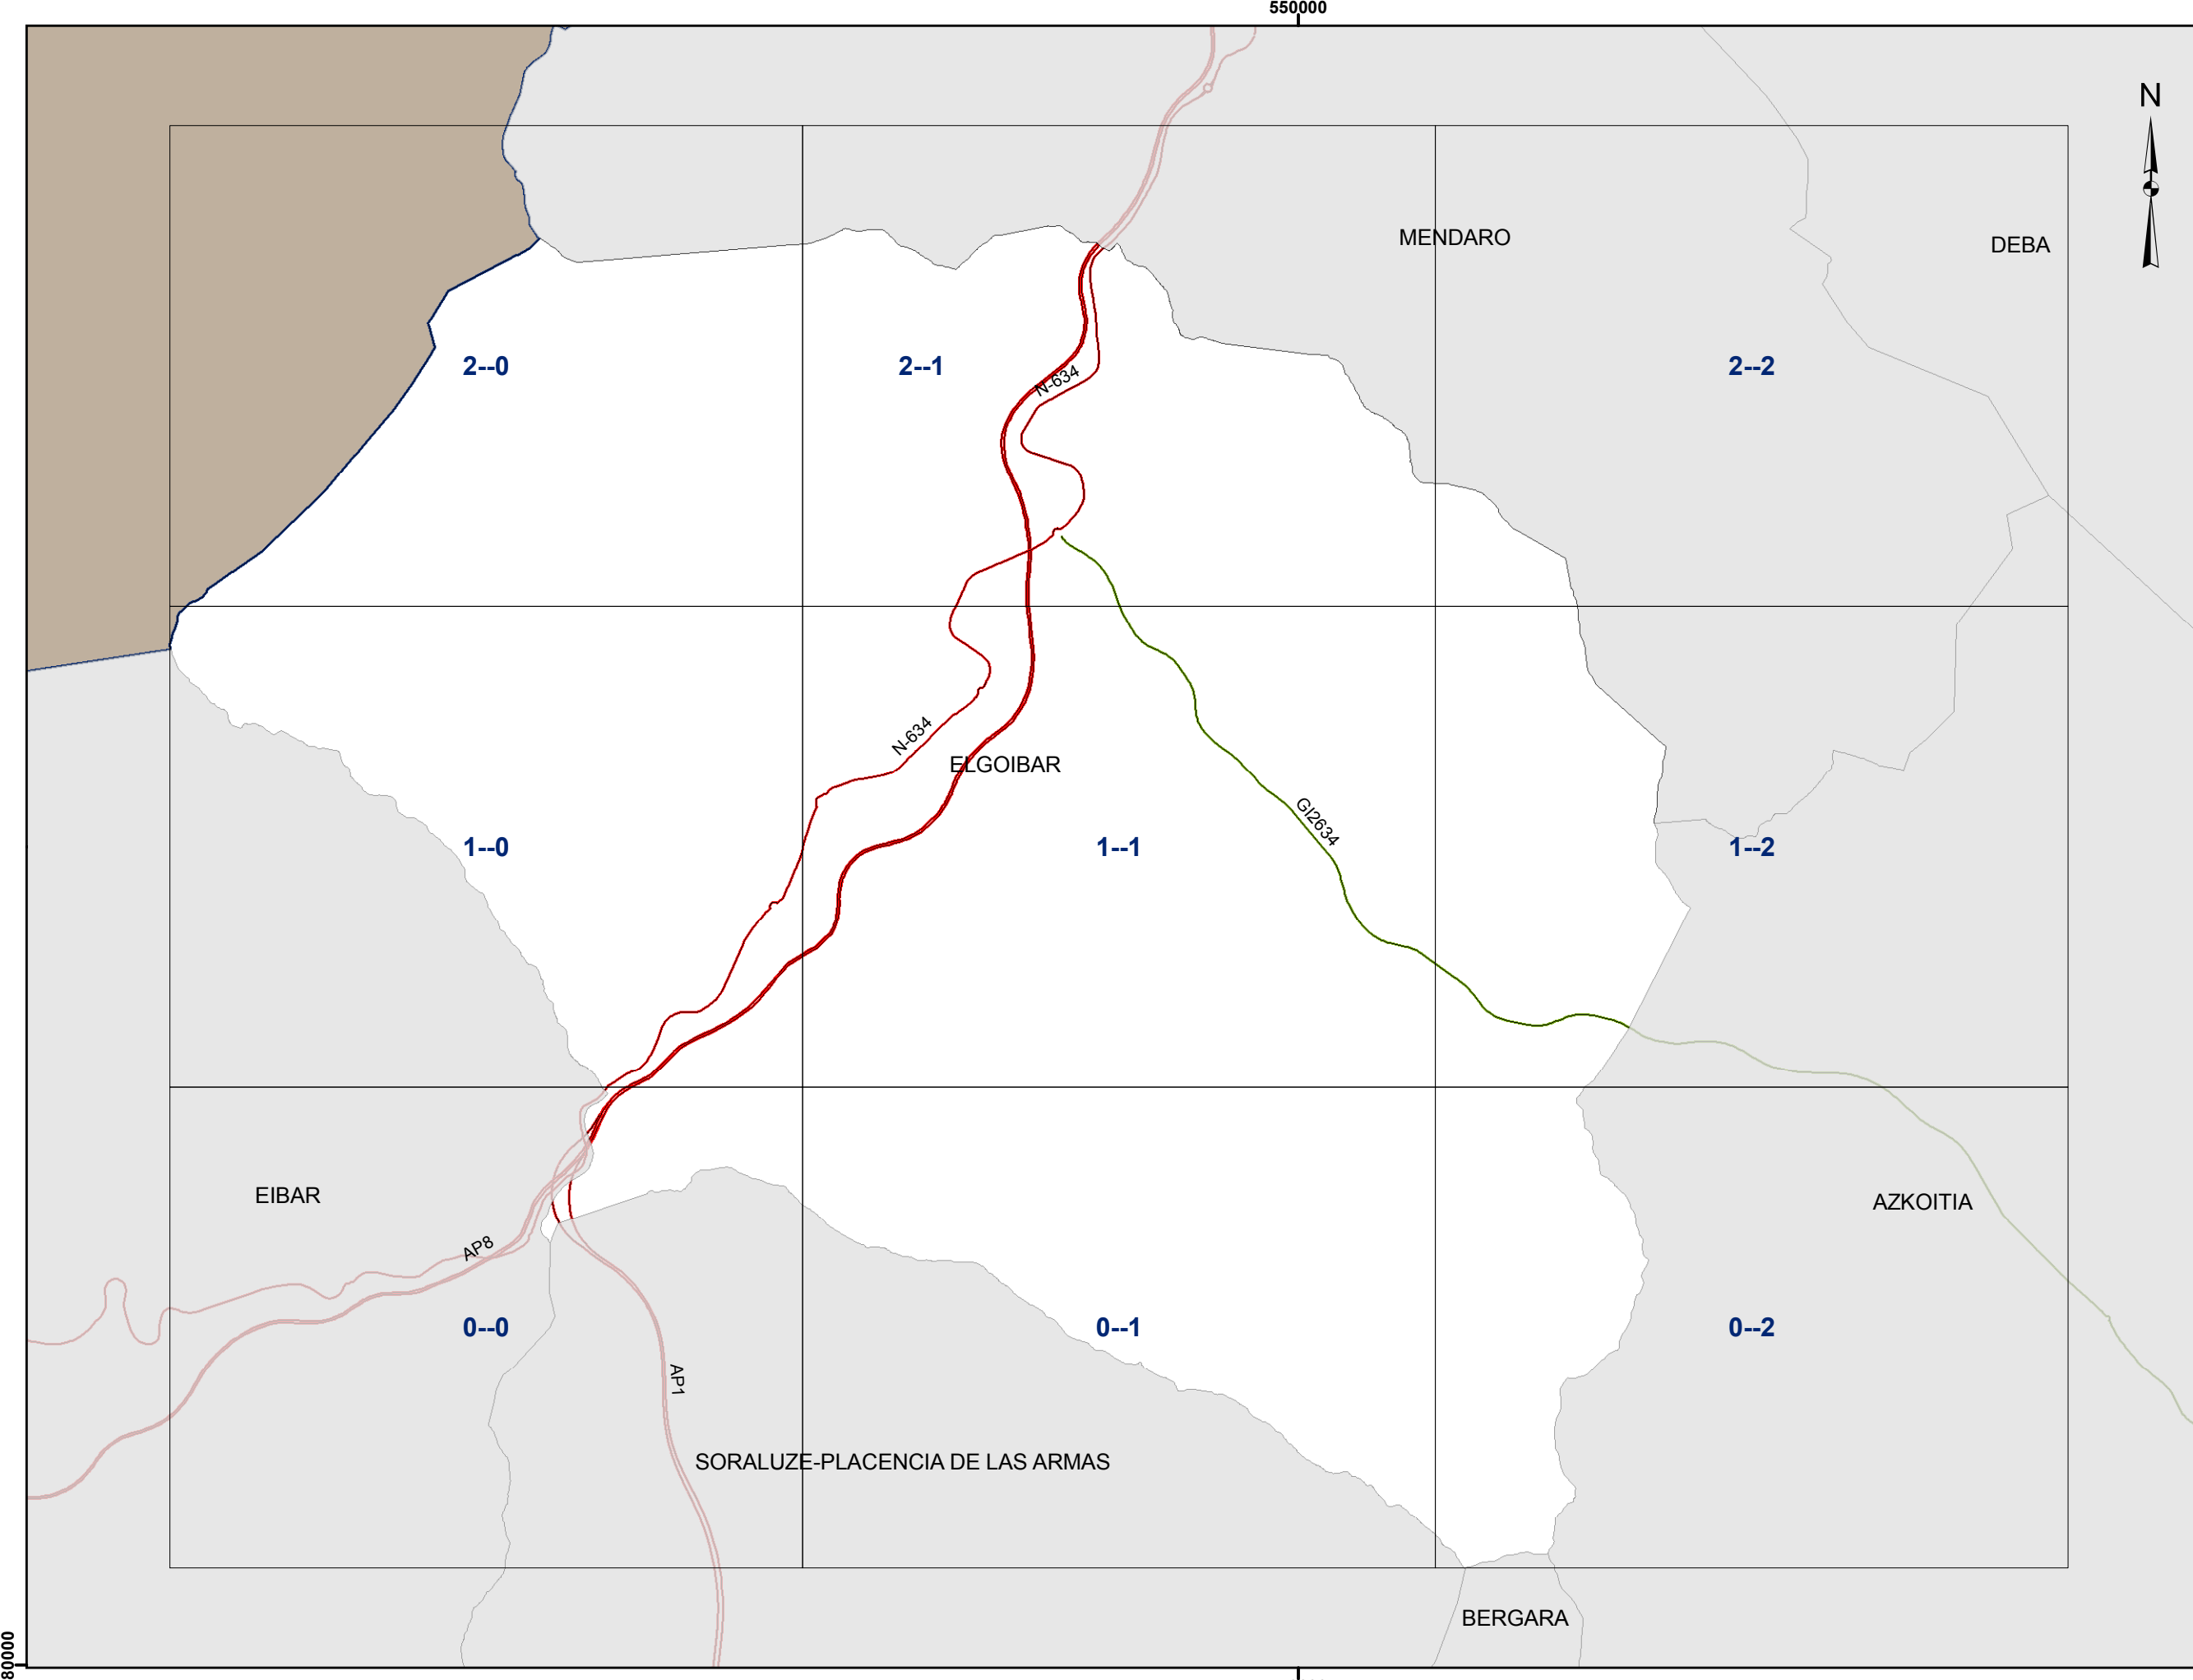 550000
N
MENDARO
DEBA
2--0
2--1
2--2
N-634
N-634
ELGOIBAR
GI2634
1--0
1--1
1--2
EIBAR
AZKOITIA
AP8
0--0
0--1
0--2
AP1
SORALUZE-PLACENCIA DE LAS ARMAS
BERGARA
80000